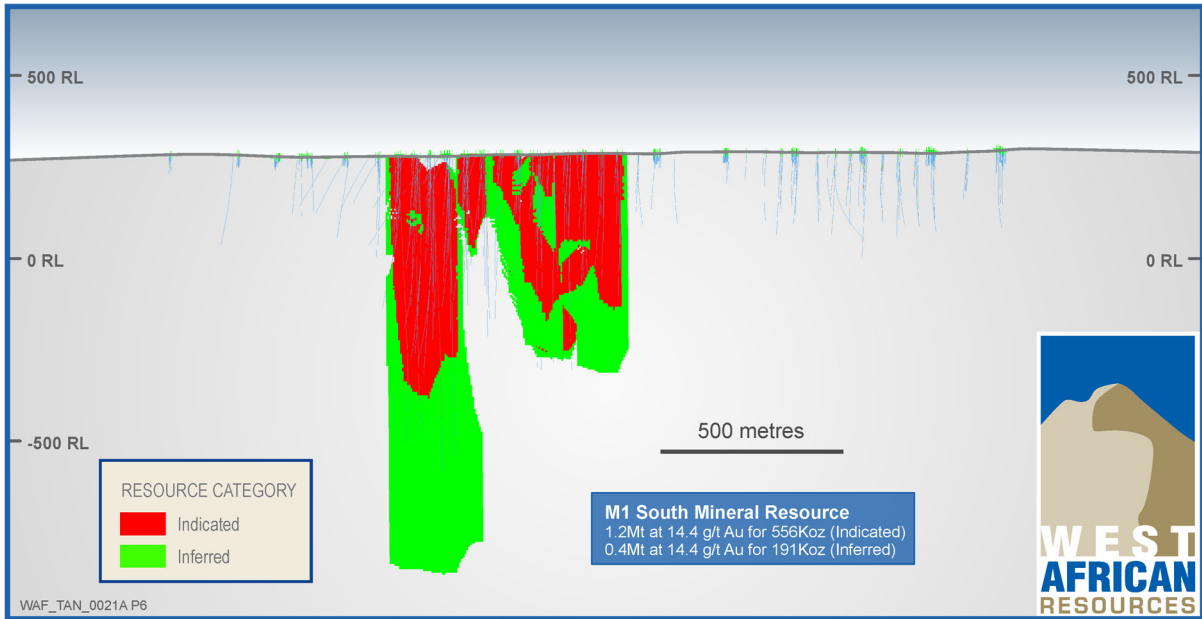 500 RL
500 RL
0 RL
0 RL
-500 RL
500 metres
RESOURCE CATEGORY
Indicated
Inferred
M1 South Mineral Resource
1.2Mt at 14.4 g/t Au for 556Koz (Indicated)
0.4Mt at 14.4 g/t Au for 191Koz (Inferred)
WEST
AFRICAN
RESOURCES
WAF_TAN_0021A P6